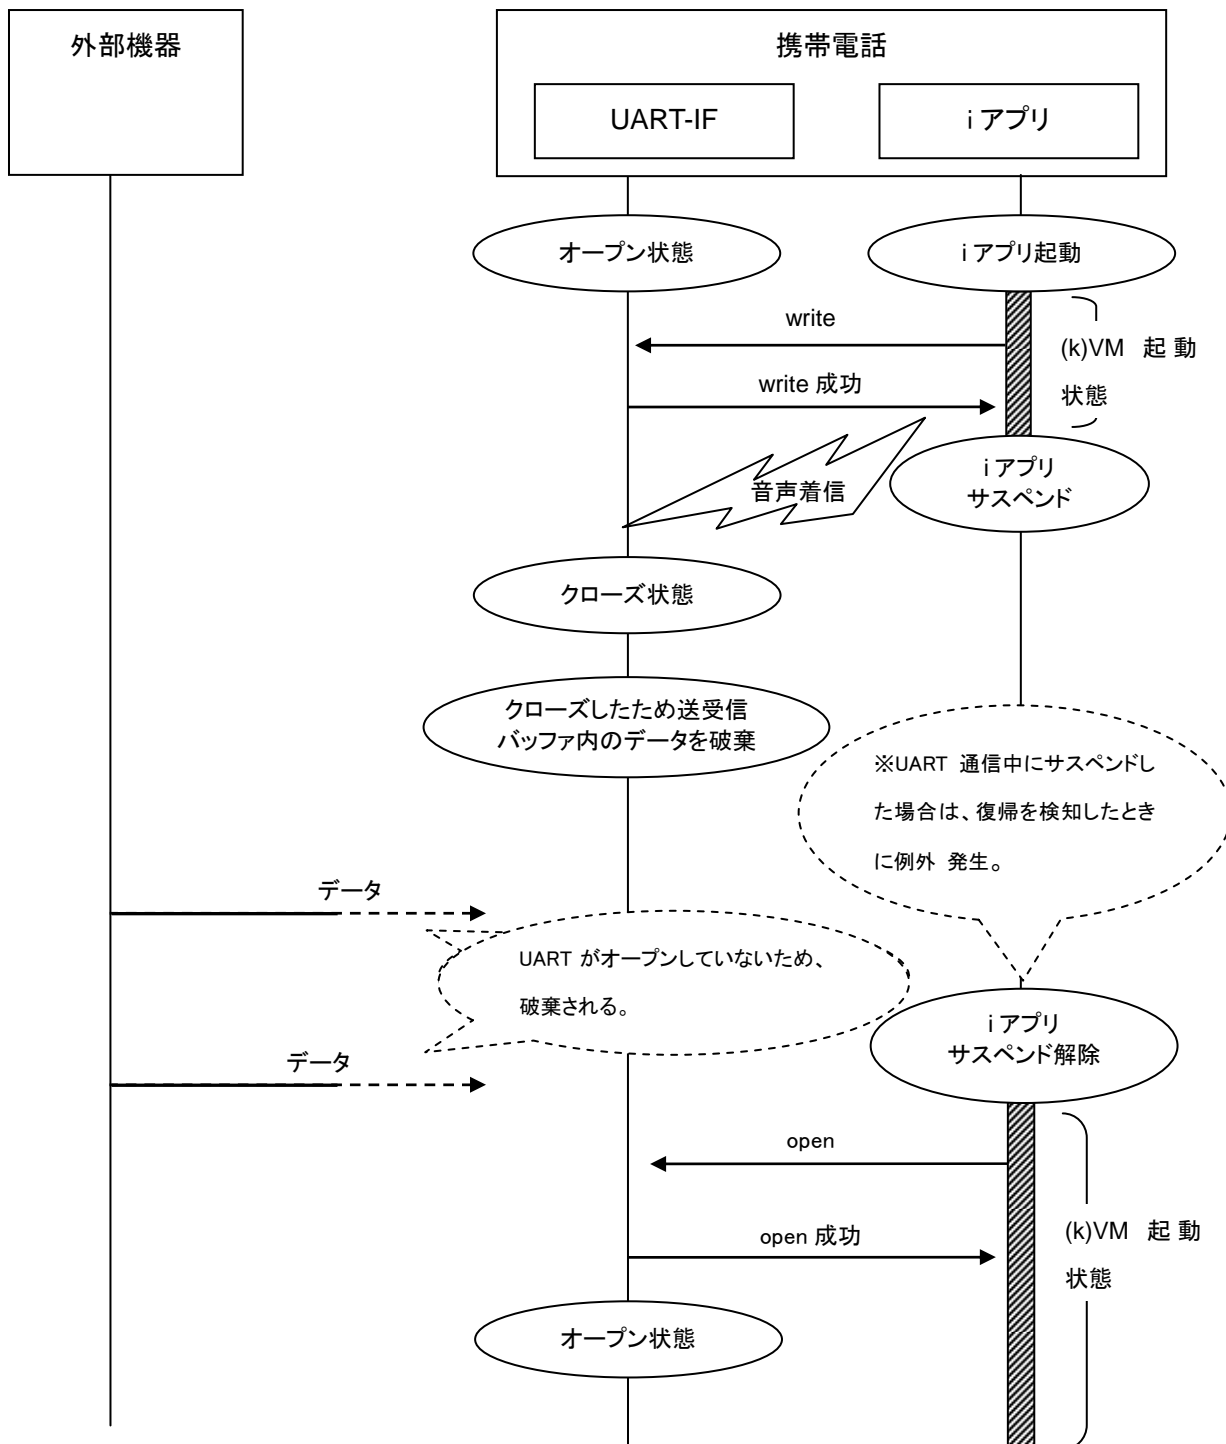 外部機器
携帯電話
UART-IF
i アプリ
オープン状態
i アプリ起動
write
(k)VM 起 動
状態
write 成功
i アプリ
サスペンド
音声着信
クローズ状態
クローズしたため送受信
バッファ内のデータを破棄
※UART 通信中にサスペンドし
た場合は、復帰を検知したとき
に例外 発生。
データ
UART がオープンしていないため、
破棄される。
i アプリ
サスペンド解除
データ
open
open 成功
(k)VM 起 動
状態
オープン状態